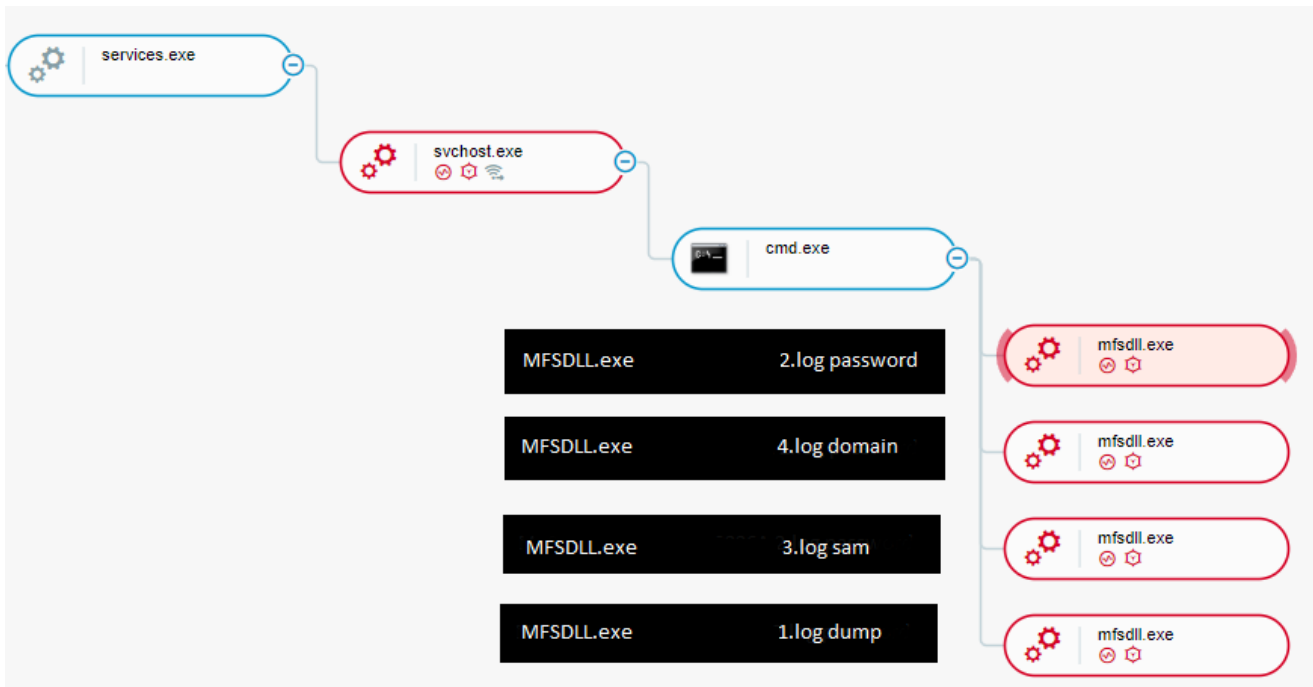 services.exe
svchost.exe
cmd.exe
MFSDLL.exe 2.log password
mfsdll.exe
MFSDLL.exe 4.log domain
mfsdll.exe
MFSDLL.exe 3.log sam
mfsdll.exe
MFSDLL.exe 1.log dump
mfsdll.exe